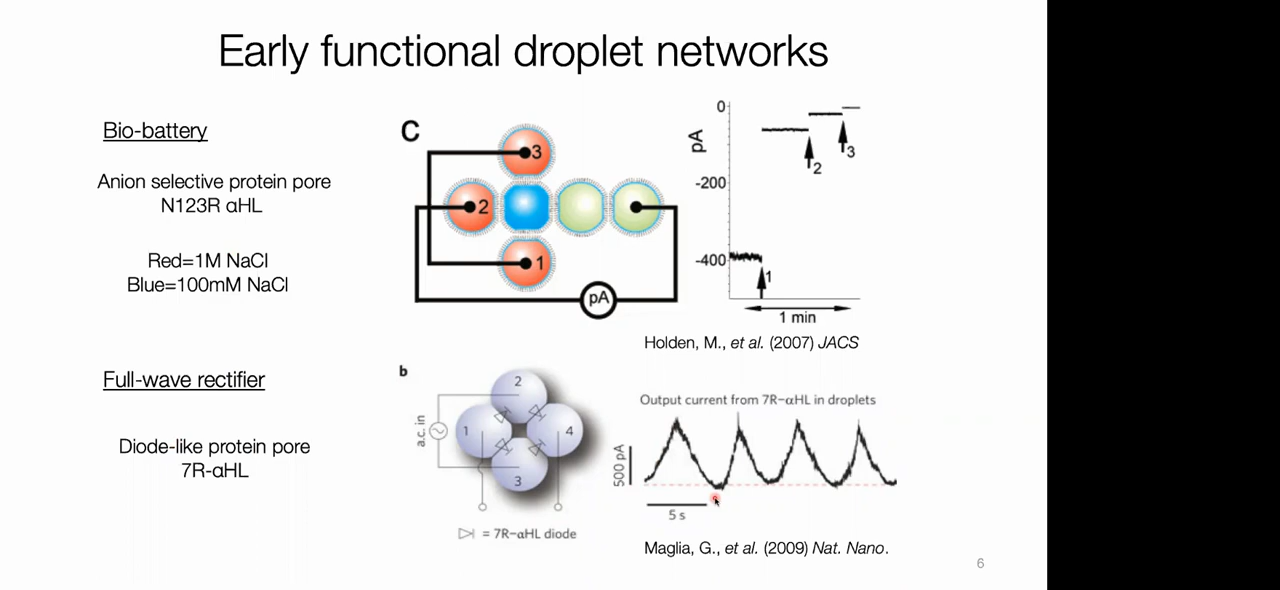 Early functional droplet networks
Bio-battery
Anion selective protein pore
N123R αHL
Red=1M NaCl
Blue=100mM NaCl
C
3
2
1
pA
pA
0
-200
-400
1
2
3
1 min
Holden, M., et al. (2007) JACS
Full-wave rectifier
Diode-like protein pore
7R-αHL
b
a.c. in
2
1
4
3
= 7R-αHL diode
Output current from 7R-αHL in droplets
500 pA
5 s
Maglia, G., et al. (2009) Nat. Nano.
6